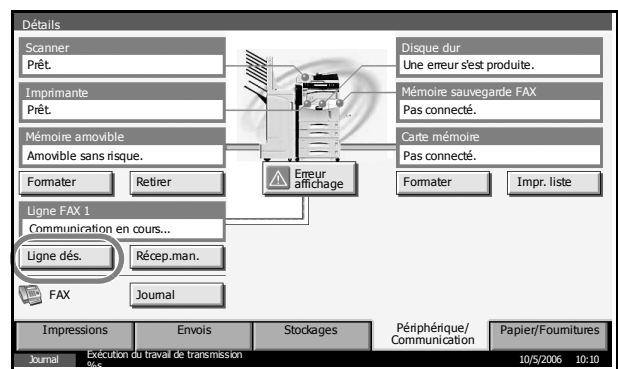 Détails
Scanner
Prêt.
Imprimante
Prêt.
Mémoire amovible
Amovible sans risque.
Formater
Retirer
Ligne FAX 1
Communication en cours...
Ligne dés.
Récep.man.
FAX
Journal
Erreur
affichage
Disque dur
Une erreur s'est produite.
Mémoire sauvegarde FAX
Pas connecté.
Carte mémoire
Pas connecté.
Formater
Impr. liste
Impressions
Envois
Stockages
Périphérique/
Communication
Papier/Fournitures
Journal
Exécution du travail de transmission
%s
10/5/2006 10:10